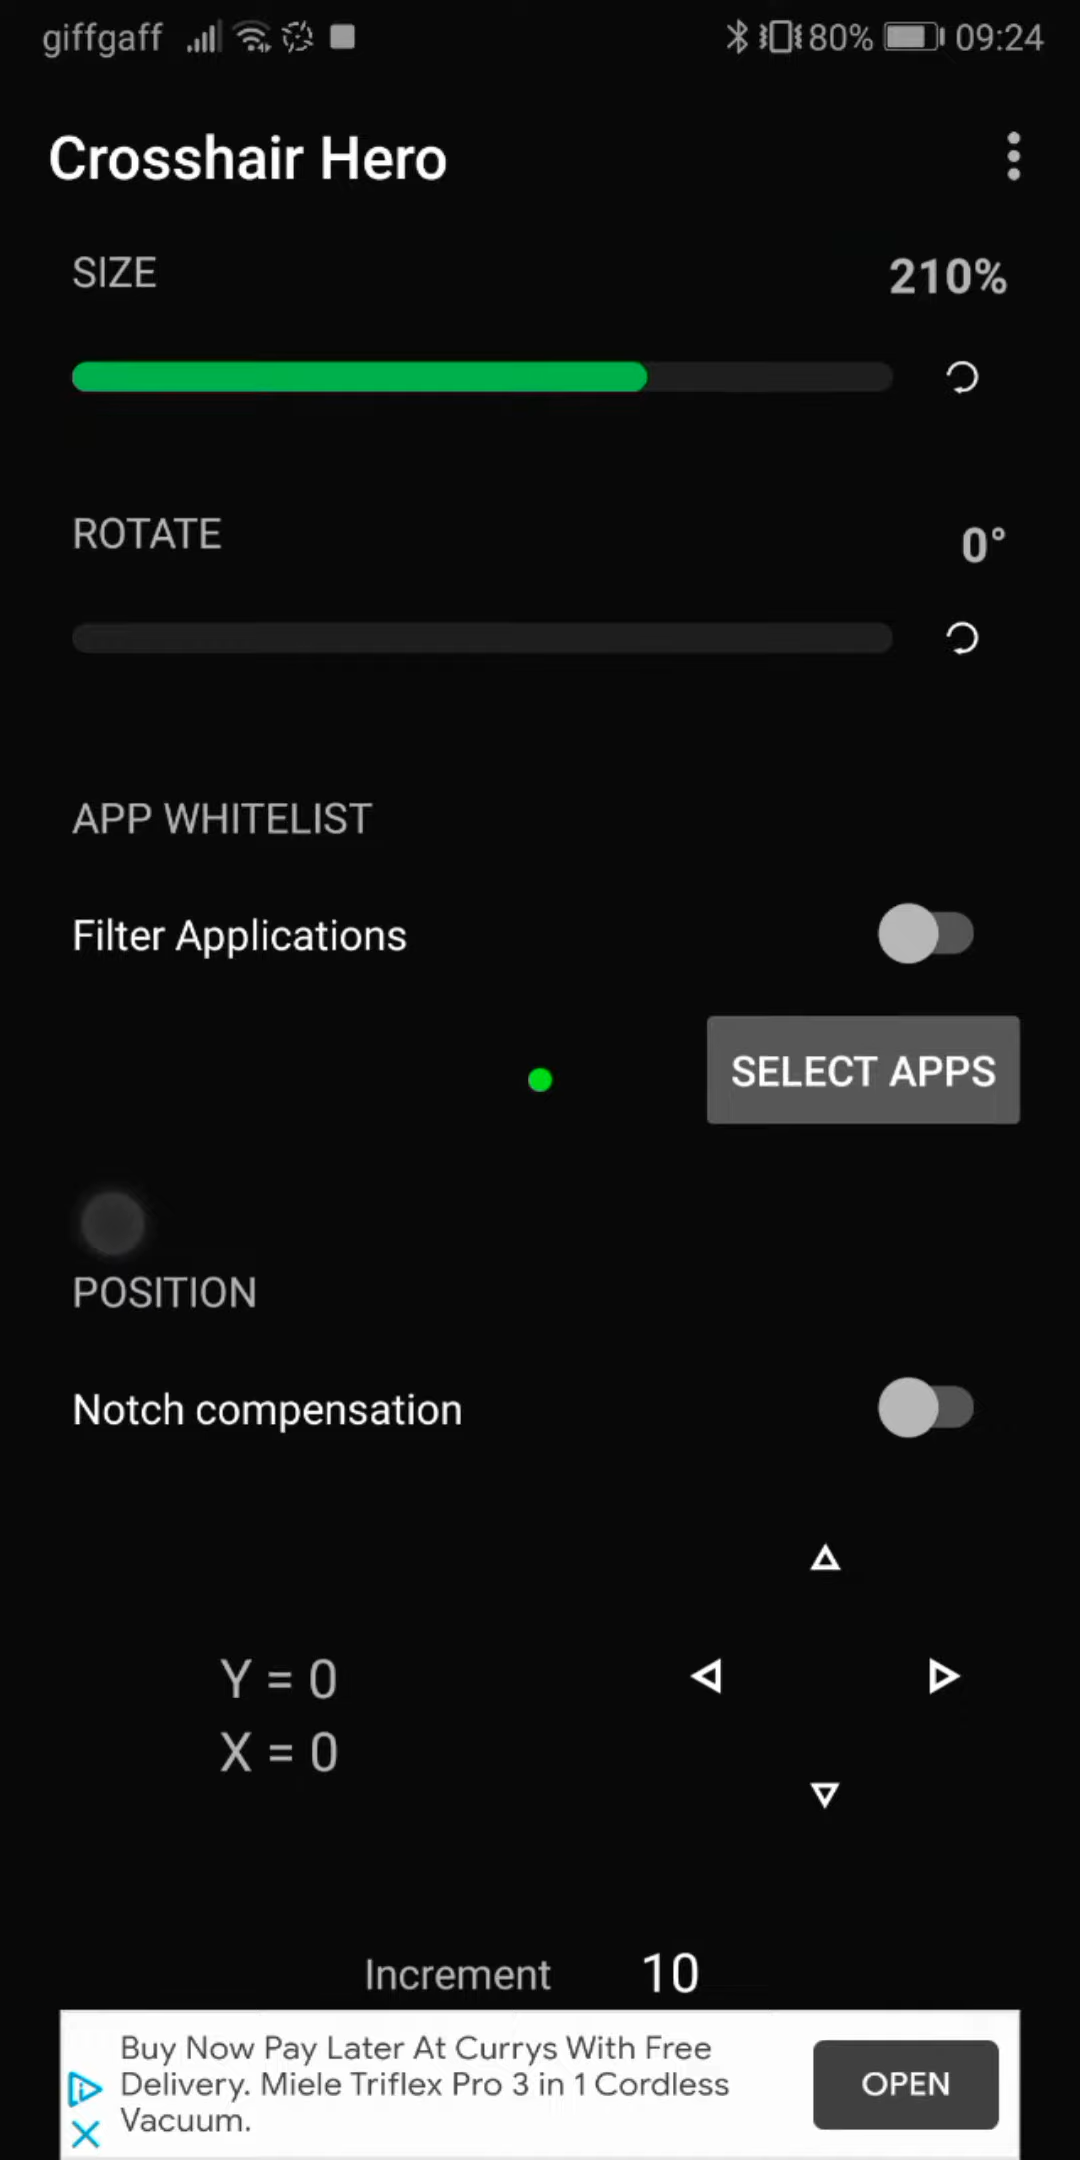 giffgaff 80% 09:24
Crosshair Hero
SIZE 210%
ROTATE 0°
APP WHITELIST
Filter Applications
SELECT APPS
POSITION
Notch compensation
Y = 0
X = 0
Increment 10
Buy Now Pay Later At Currys With Free
Delivery. Miele Triflex Pro 3 in 1 Cordless
Vacuum.
OPEN